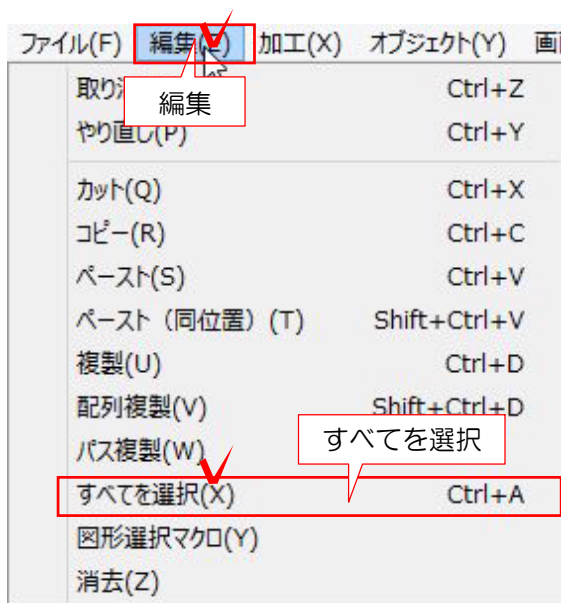 ファイル(F) 編集 加工(X) オブジェクト(Y)
編集
Ctrl+Z
やり直し(P) Ctrl+Y
カット(Q) Ctrl+X
コピー(R) Ctrl+C
ペースト(S) Ctrl+V
ペースト（同位置）(T) Shift+Ctrl+V
複製(U) Ctrl+D
配列複製(V) Shift+Ctrl+D
すべてを選択
パス複製(W)
すべてを選択(X) Ctrl+A
図形選択マクロ(Y)
消去(Z)